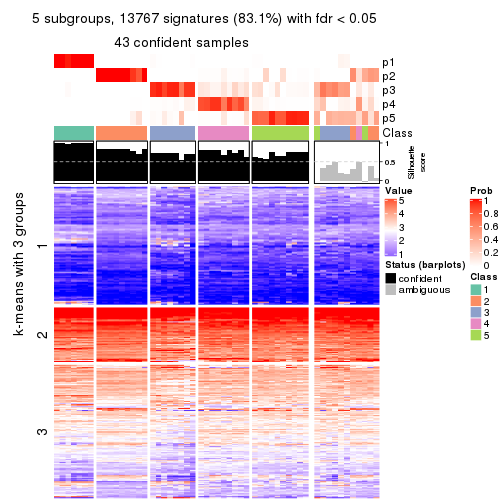 5 subgroups, 13767 signatures (83.1%) with fdr < 0.05
43 confident samples
p1
p2
p3
p4
p5
Class
1
0.5
0
Silhouette
score
k-means with 3 groups
1
2
3
Value
5
4
3
2
1
Status (barplots)
confident
ambiguous
Prob
1
0.8
0.6
0.4
0.2
0
Class
1
2
3
4
5